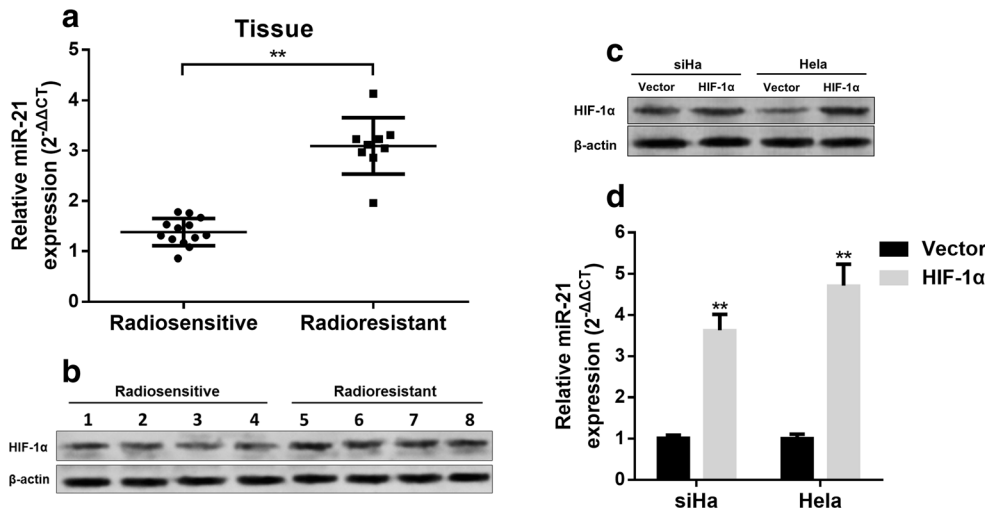 a
Tissue
**
Relative miR-21
expression (2^-ΔΔCT)
5
4
3
2
1
0
Radiosensitive Radioresistant
b
Radiosensitive Radioresistant
1 2 3 4 5 6 7 8
HIF-1α
β-actin
c
siHa Hela
Vector HIF-1α Vector HIF-1α
HIF-1α
β-actin
d
Relative miR-21
expression (2^-ΔΔCT)
6
5
4
3
2
1
0
** **
siHa Hela
Vector
HIF-1α